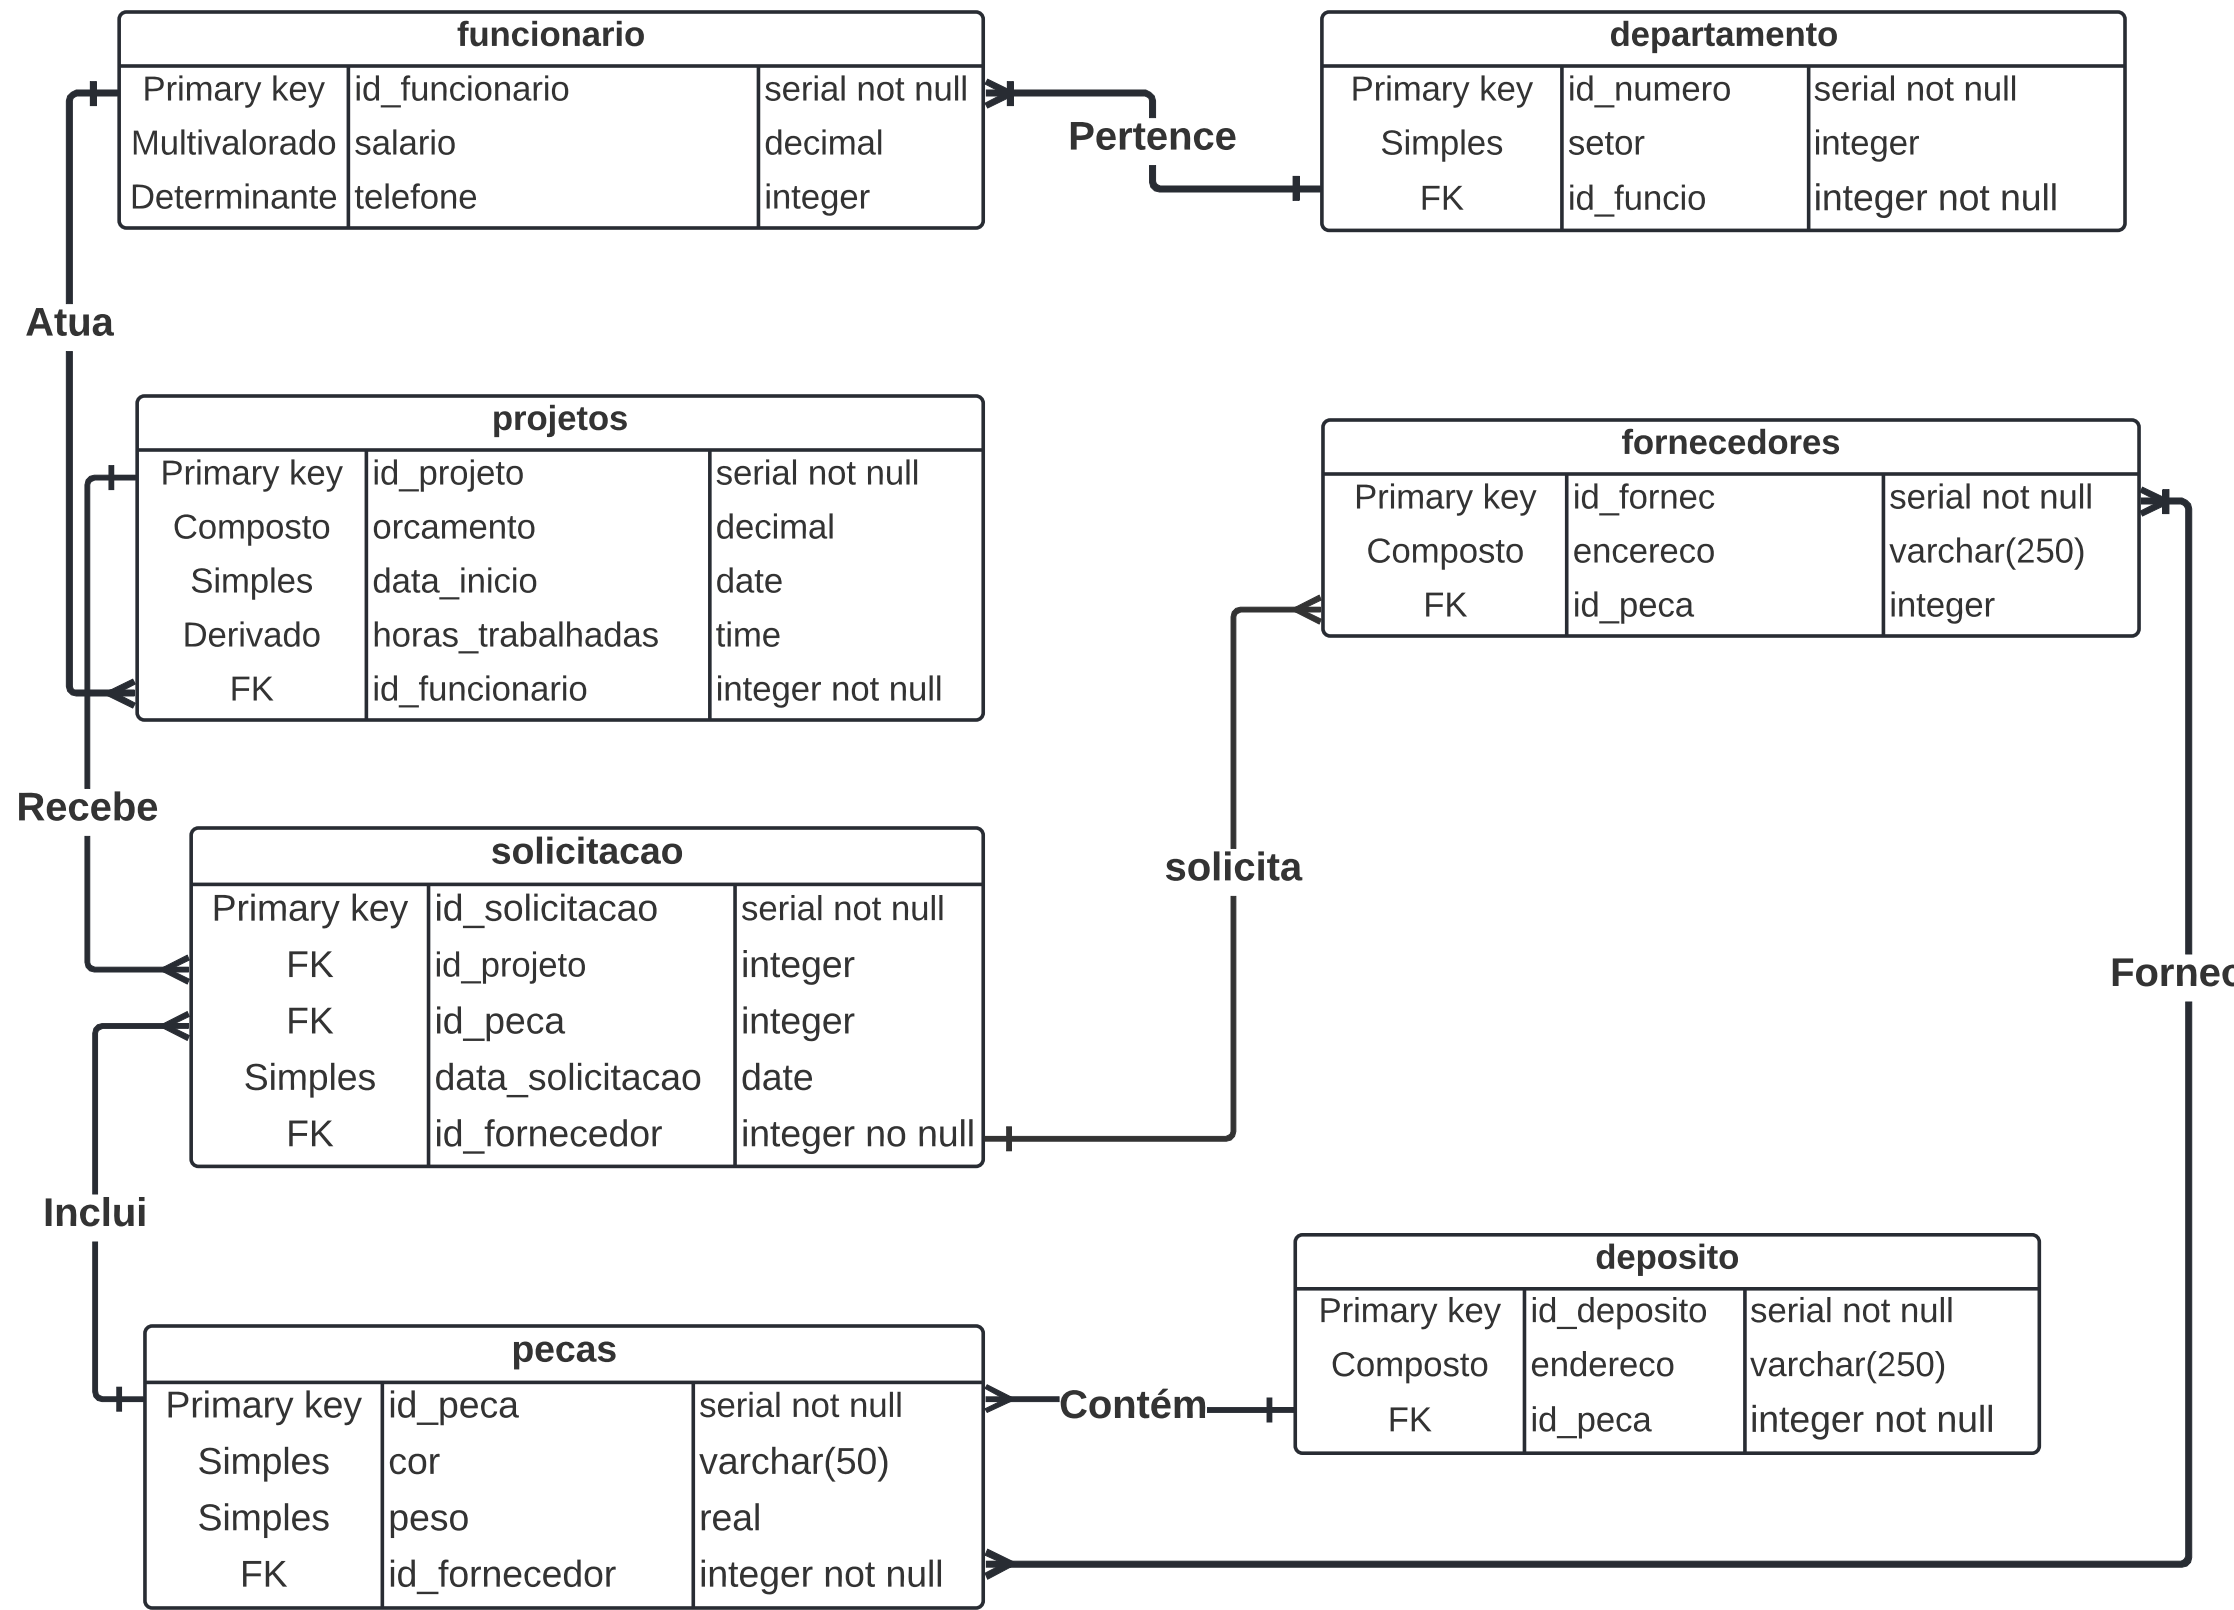 funcionario
Primary key id_funcionario serial not null
Multivalorado salario decimal
Determinante telefone integer
departamento
Primary key id_numero serial not null
Simples setor integer
FK id_funcio integer not null
Pertence
Atua
projetos
Primary key id_projeto serial not null
Composto orcamento decimal
Simples data_inicio date
Derivado horas_trabalhadas time
FK id_funcionario integer not null
fornecedores
Primary key id_fornec serial not null
Composto encereco varchar(250)
FK id_peca integer
Recebe
solicitacao
Primary key id_solicitacao serial not null
FK id_projeto integer
FK id_peca integer
Simples data_solicitacao date
FK id_fornecedor integer no null
solicita
Fornec
Inclui
deposito
Primary key id_deposito serial not null
Composto endereco varchar(250)
FK id_peca integer not null
pecas
Primary key id_peca serial not null
Simples cor varchar(50)
Simples peso real
FK id_fornecedor integer not null
Contém